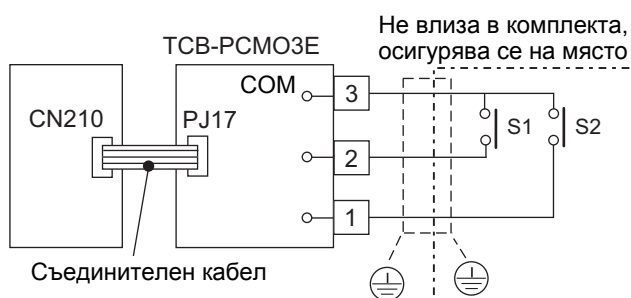 Не влиза в комплекта,
осигурява се на място
TCB-PCMO3E
COM
3
CN210
PJ17
S1
S2
2
1
Съединителен кабел